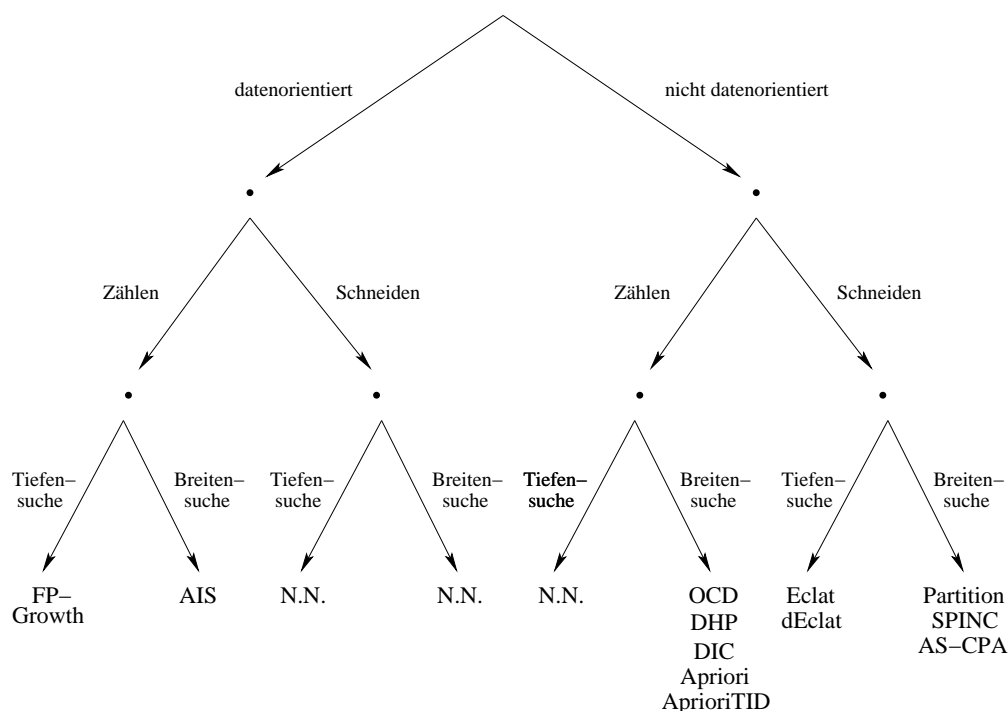 datenorientiert
nicht datenorientiert
Zählen
Schneiden
Zählen
Schneiden
Tiefen–
suche
Breiten–
suche
Tiefen–
suche
Breiten–
suche
Tiefen–
suche
Breiten–
suche
Tiefen–
suche
Breiten–
suche
FP–
Growth
AIS
N.N.
N.N.
N.N.
OCD
DHP
DIC
Apriori
AprioriTID
Eclat
dEclat
Partition
SPINC
AS–CPA